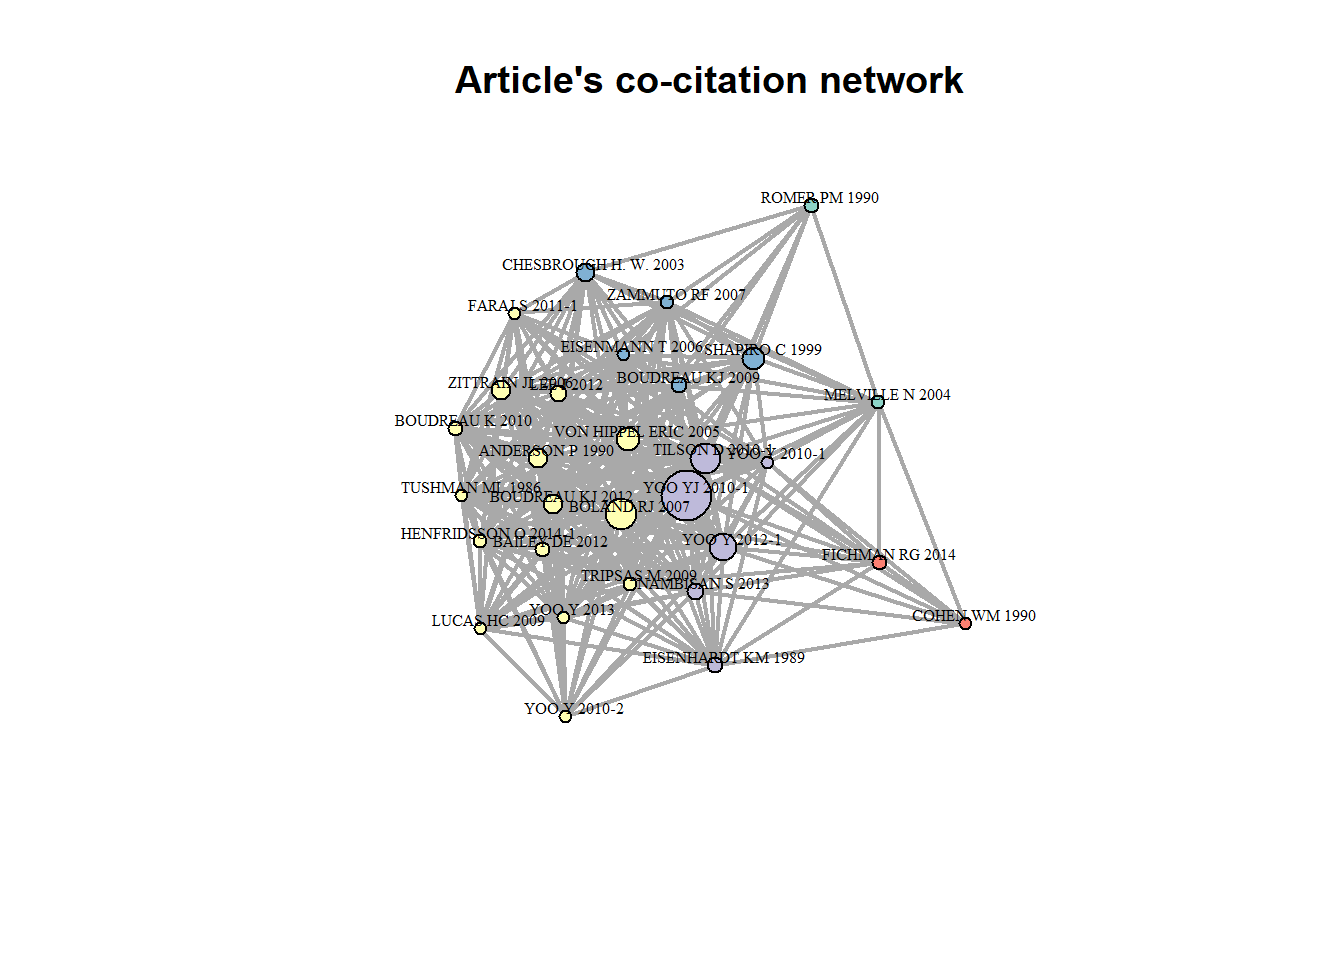 Article's co-citation network
ROMER PM 1990
CHESBROUGH H. W. 2003
ZAMMUTO RF 2007
FARAJ S 2011-1
EISENMANN T 2006
SHAPIRO C 1999
BOUDREAU KJ 2009
ZITTRAIN JL 2006
2012
MELVILLE N 2004
BOUDREAU K 2010
VON HIPPEL ERIC 2005
ANDERSON P 1990
TILSON D 2010-1
YOO Y 2010-1
TUSHMAN ML 1986
YOO YJ 2010-1
BOUDREAU KJ 2012
BOLAND RJ 2007
HENFRIDSSON O 2014-1
BAILEY DE 2012
YOO Y 2012-1
FICHMAN RG 2014
TRIPSAS M 2009
NAMBISAN S 2013
YOO Y 2013
LUCAS HC 2009
COHEN WM 1990
EISENHARDT KM 1989
YOO Y 2010-2